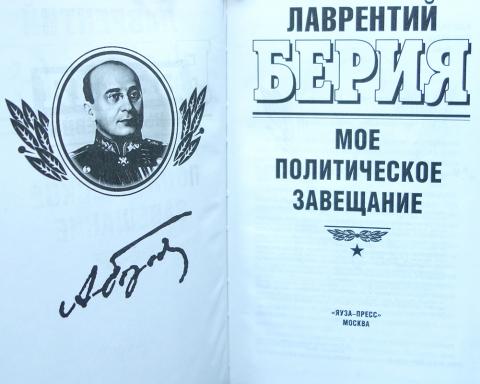 ЛАВРЕНТИЙ
БЕРИЯ
МОЕ
ПОЛИТИЧЕСКОЕ
ЗАВЕЩАНИЕ
«ЯУЗА-ПРЕСС»
МОСКВА